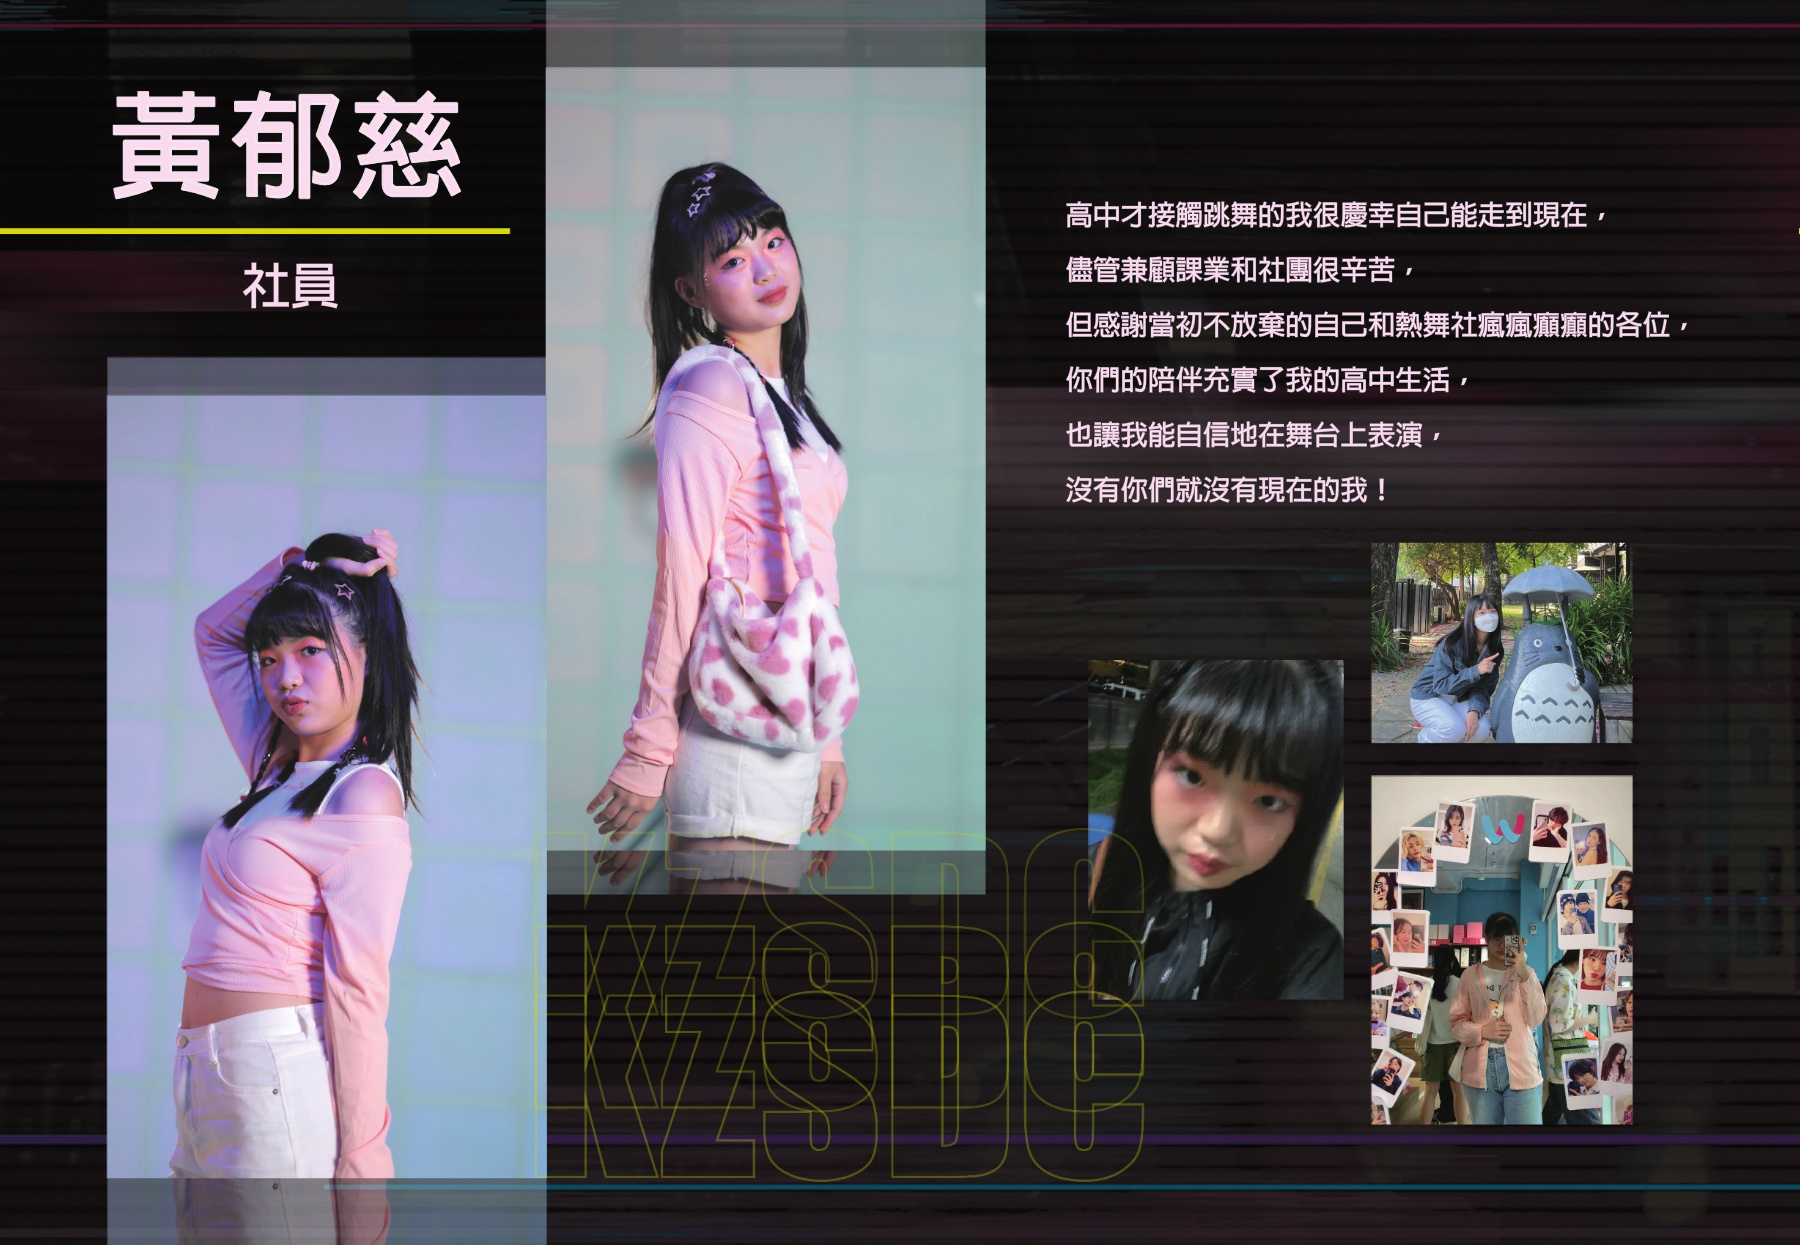 黃郁慈
社員
高中才接觸跳舞的我很慶幸自己能走到現在，
儘管兼顧課業和社團很辛苦，
但感謝當初不放棄的自己和熱舞社瘋瘋癲癲的各位，
你們的陪伴充實了我的高中生活，
也讓我能自信地在舞台上表演，
沒有你們就沒有現在的我！
KZSDC
KZSDC
KZSDC